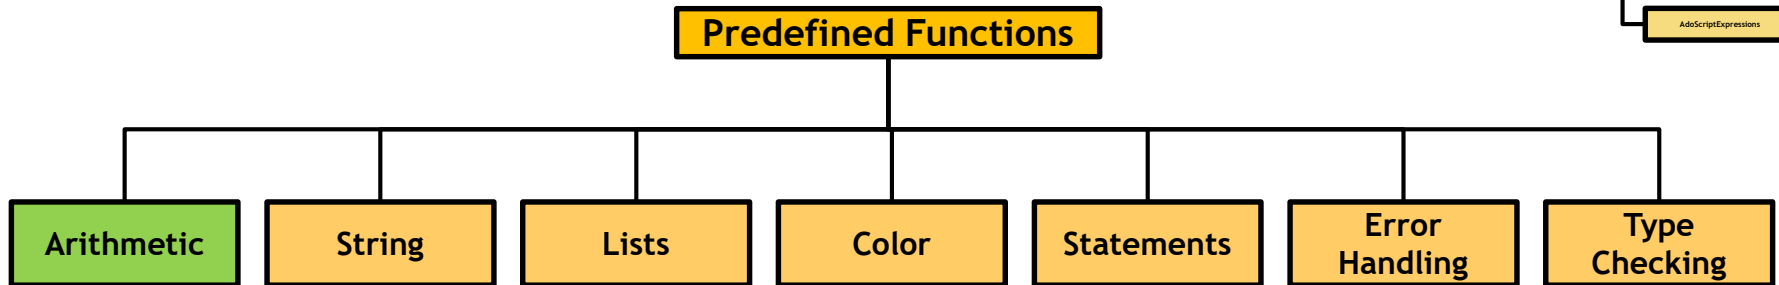 AdoScriptExpressions
Predefined Functions
Arithmetic
String
Lists
Color
Statements
Error
Handling
Type
Checking